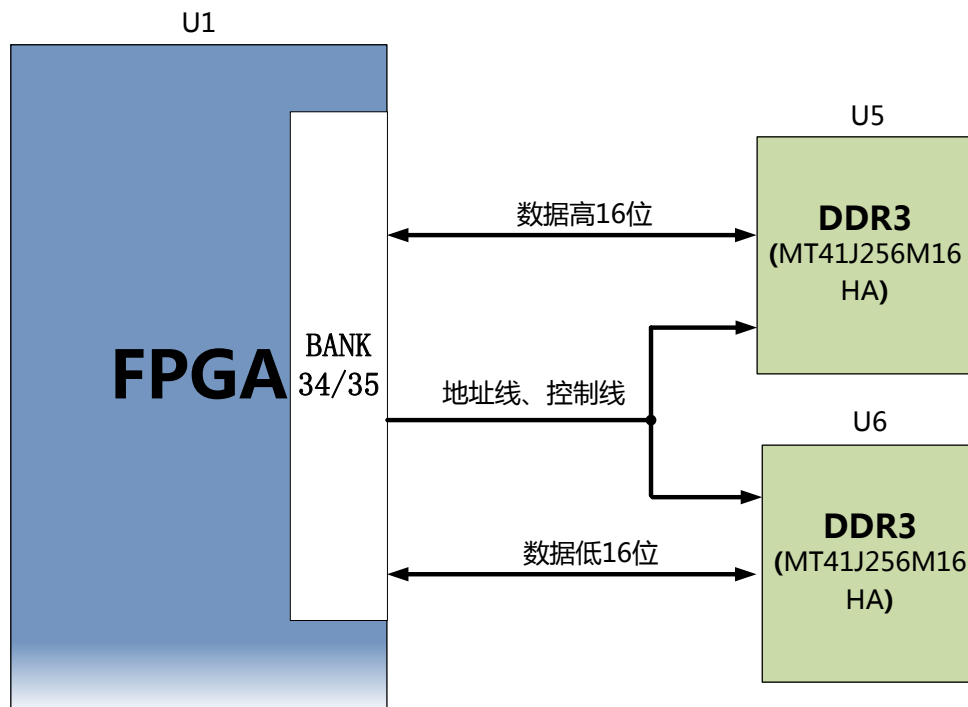 U1
FPGA
BANK
34/35
数据高16位
地址线、控制线
数据低16位
U5
DDR3
(MT41J256M16
HA)
U6
DDR3
(MT41J256M16
HA)